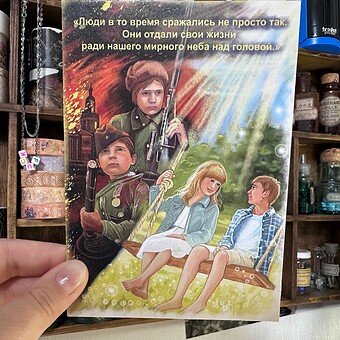 «Люди в то время сражались не просто так.
Они отдали свои жизни
ради нашего мирного неба над головой.»